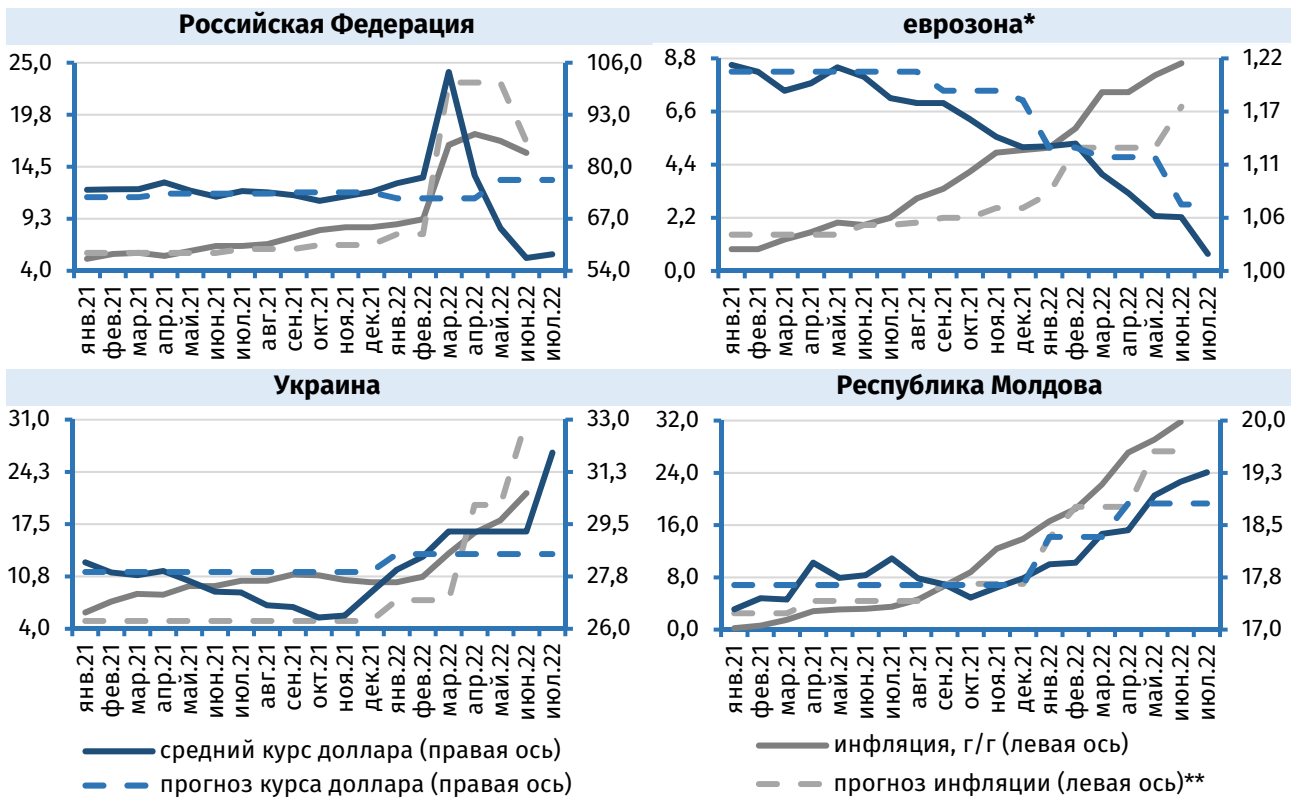 Российская Федерация
25,0
19,8
14,5
9,3
4,0
106,0
93,0
80,0
67,0
54,0
янв.21
фев.21
мар.21
апр.21
май.21
июн.21
июл.21
авг.21
сен.21
окт.21
ноя.21
дек.21
янв.22
фев.22
мар.22
апр.22
май.22
июн.22
июл.22
еврозона*
8,8
6,6
4,4
2,2
0,0
1,22
1,17
1,11
1,06
1,00
янв.21
фев.21
мар.21
апр.21
май.21
июн.21
июл.21
авг.21
сен.21
окт.21
ноя.21
дек.21
янв.22
фев.22
мар.22
апр.22
май.22
июн.22
июл.22
Украина
31,0
24,3
17,5
10,8
4,0
33,0
31,3
29,5
27,8
26,0
янв.21
фев.21
мар.21
апр.21
май.21
июн.21
июл.21
авг.21
сен.21
окт.21
ноя.21
дек.21
янв.22
фев.22
мар.22
апр.22
май.22
июн.22
июл.22
Республика Молдова
32,0
24,0
16,0
8,0
0,0
20,0
19,3
18,5
17,8
17,0
янв.21
фев.21
мар.21
апр.21
май.21
июн.21
июл.21
авг.21
сен.21
окт.21
ноя.21
дек.21
янв.22
фев.22
мар.22
апр.22
май.22
июн.22
июл.22
средний курс доллара (правая ось)
прогноз курса доллара (правая ось)
инфляция, г/г (левая ось)
прогноз инфляции (левая ось)**